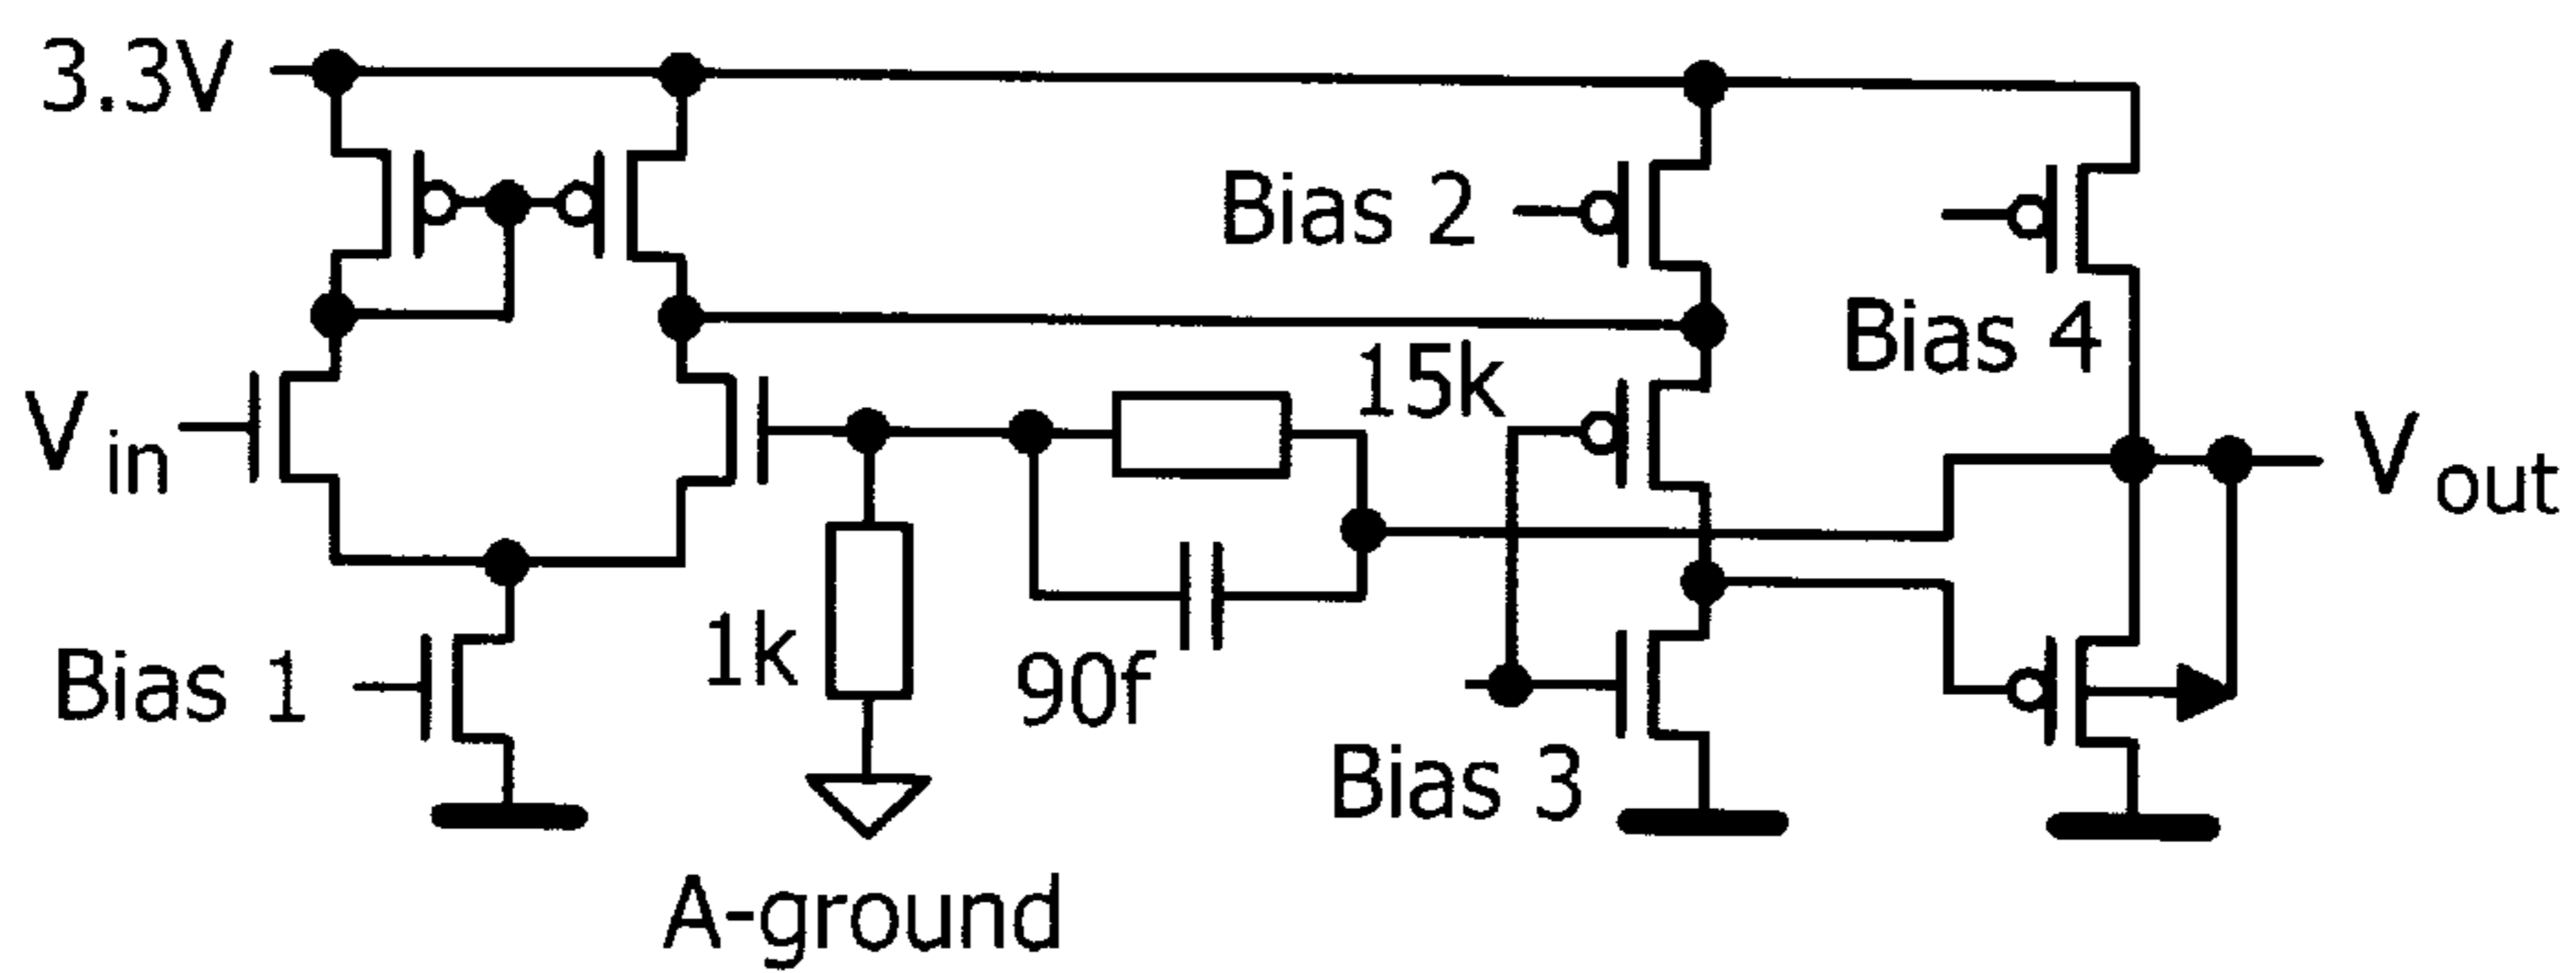 3.3V
Bias 2
Bias 4
15k
V in
V out
1k
90f
Bias 1
Bias 3
A-ground